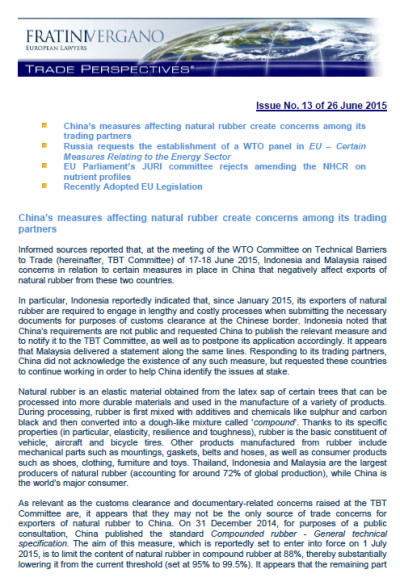 FRATINIVERGANO
EUROPEAN LAWYERS
TRADE PERSPECTIVES®
Issue No. 13 of 26 June 2015
China's measures affecting natural rubber create concerns among its
trading partners
Russia requests the establishment of a WTO panel in EU – Certain
Measures Relating to the Energy Sector
EU Parliament's JURI committee rejects amending the NHCR on
nutrient profiles
Recently Adopted EU Legislation
China's measures affecting natural rubber create concerns among its trading
partners
Informed sources reported that, at the meeting of the WTO Committee on Technical Barriers
to Trade (hereinafter, TBT Committee) of 17-18 June 2015, Indonesia and Malaysia raised
concerns in relation to certain measures in place in China that negatively affect exports of
natural rubber from these two countries.
In particular, Indonesia reportedly indicated that, since January 2015, its exporters of natural
rubber are required to engage in lengthy and costly processes when submitting the necessary
documents for purposes of customs clearance at the Chinese border. Indonesia noted that
China's requirements are not public and requested China to publish the relevant measure and
to notify it to the TBT Committee, as well as to postpone its application accordingly. It appears
that Malaysia delivered a statement along the same lines. Responding to its trading partners,
China did not acknowledge the existence of any such measure, but requested these countries
to continue working in order to help China identify the issues at stake.
Natural rubber is an elastic material obtained from the latex sap of certain trees that can be
processed into more durable materials and used in the manufacture of a variety of products.
During processing, rubber is first mixed with additives and chemicals like sulphur and carbon
black and then converted into a dough-like mixture called 'compound'. Thanks to its specific
properties (in particular, elasticity, resilience and toughness), rubber is the basic constituent of
vehicle, aircraft and bicycle tires. Other products manufactured from rubber include
mechanical parts such as mountings, gaskets, belts and hoses, as well as consumer products
such as shoes, clothing, furniture and toys. Thailand, Indonesia and Malaysia are the largest
producers of natural rubber (accounting for around 72% of global production), while China is
the world's major consumer.
As relevant as the customs clearance and documentary-related concerns raised at the TBT
Committee are, it appears that they may not be the only source of trade concerns for
exporters of natural rubber to China. On 31 December 2014, for purposes of a public
consultation, China published the standard Compounded rubber - General technical
specification. The aim of this measure, which is reportedly set to enter into force on 1 July
2015, is to limit the content of natural rubber in compound rubber at 88%, thereby substantially
lowering it from the current threshold (set at 95% to 99.5%). It appears that the remaining part